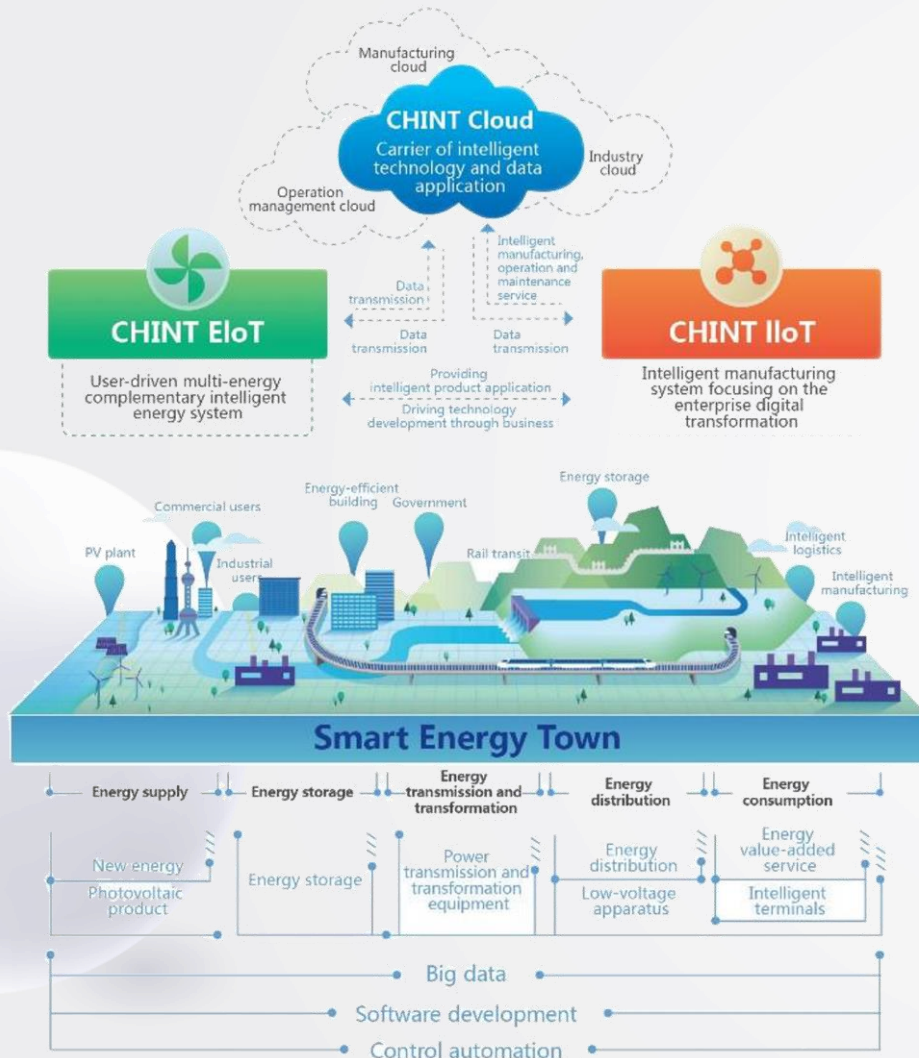 Manufacturing
cloud
CHINT Cloud
Carrier of intelligent
technology and data
application
Industry
cloud
Operation
management cloud
Intelligent
manufacturing,
operation and
maintenance
service
Data
transmission
Data
transmission
Data
transmission
CHINT EIoT
User-driven multi-energy
complementary intelligent
energy system
Providing
intelligent product application
Driving technology
development through business
CHINT IIoT
Intelligent manufacturing
system focusing on the
enterprise digital
transformation
PV plant
Commercial users
Industrial
users
Energy-efficient
building
Government
Rail transit
Energy storage
Intelligent
logistics
Intelligent
manufacturing
Smart Energy Town
Energy supply
Energy storage
Energy
transmission and
transformation
Energy
distribution
Energy
consumption
New energy
Photovoltaic
product
Energy storage
Power
transmission and
transformation
equipment
Energy
distribution
Low-voltage
apparatus
Energy
value-added
service
Intelligent
terminals
Big data
Software development
Control automation